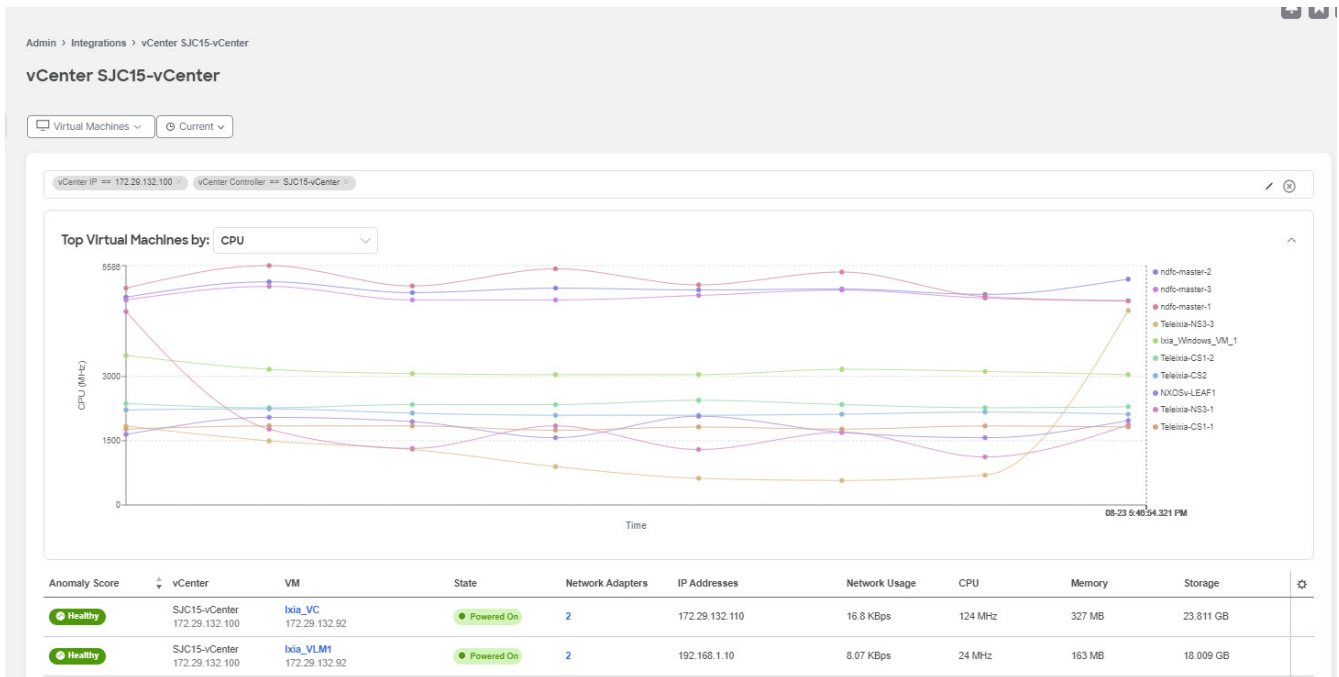 Admin > Integrations > vCenter SJC15-vCenter
vCenter SJC15-vCenter
Virtual Machines
Current
vCenter IP == 172.29.132.100 × vCenter Controller == SJC15-vCenter ×
Top Virtual Machines by: CPU
5586
3000
1500
0
CPU (MHz)
Time
08-23 5:46:54.321 PM
ndfc-master-2
ndfc-master-3
ndfc-master-1
Teleixia-NS3-3
Ixia_Windows_VM_1
Teleixia-CS1-2
Teleixia-CS2
NXOSv-LEAF1
Teleixia-NS3-1
Teleixia-CS1-1
Anomaly Score vCenter VM State Network Adapters IP Addresses Network Usage CPU Memory Storage
Healthy SJC15-vCenter Ixia_VC Powered On 2 172.29.132.110 16.8 KBps 124 MHz 327 MB 23.811 GB
172.29.132.100 172.29.132.92
Healthy SJC15-vCenter Ixia_VLM1 Powered On 2 192.168.1.10 8.07 KBps 24 MHz 163 MB 18.009 GB
172.29.132.100 172.29.132.92